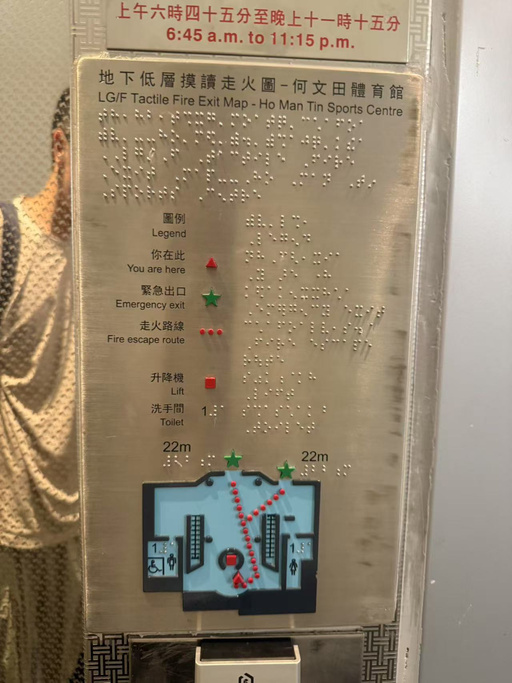 上午六時四十五分至晚上十一時十五分
6:45 a.m. to 11:15 p.m.
地下低層摸讀走火圖-何文田體育館
LG/F Tactile Fire Exit Map - Ho Man Tin Sports Centre
圖例
Legend
你在此
You are here
緊急出口
Emergency exit
走火路線
Fire escape route
升降機
Lift
洗手間 1.
Toilet
22m
22m
1.
1.